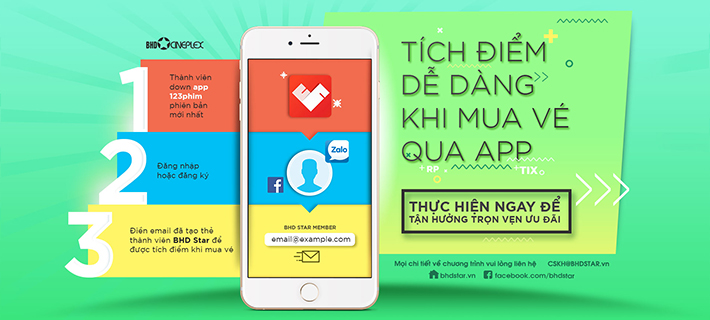 BHD CINEPLEX
1
Thành viên
down app
123phim
phiên bản
mới nhất
2
Đăng nhập
hoặc đăng ký
3
Điền email đã tạo thẻ
thành viên BHD Star để
được tích điểm khi mua vé
Zalo
f
BHD STAR MEMBER
email@example.com
TÍCH ĐIỂM
DỄ DÀNG
KHI MUA VÉ
QUA APP
RP
TIX
THỰC HIỆN NGAY ĐỂ
TẬN HƯỞNG TRỌN VẸN ƯU ĐÃI
Mọi chi tiết về chương trình vui lòng liên hệ CSKH@BHDSTAR.vn
bhdstar.vn facebook.com/bhdstar